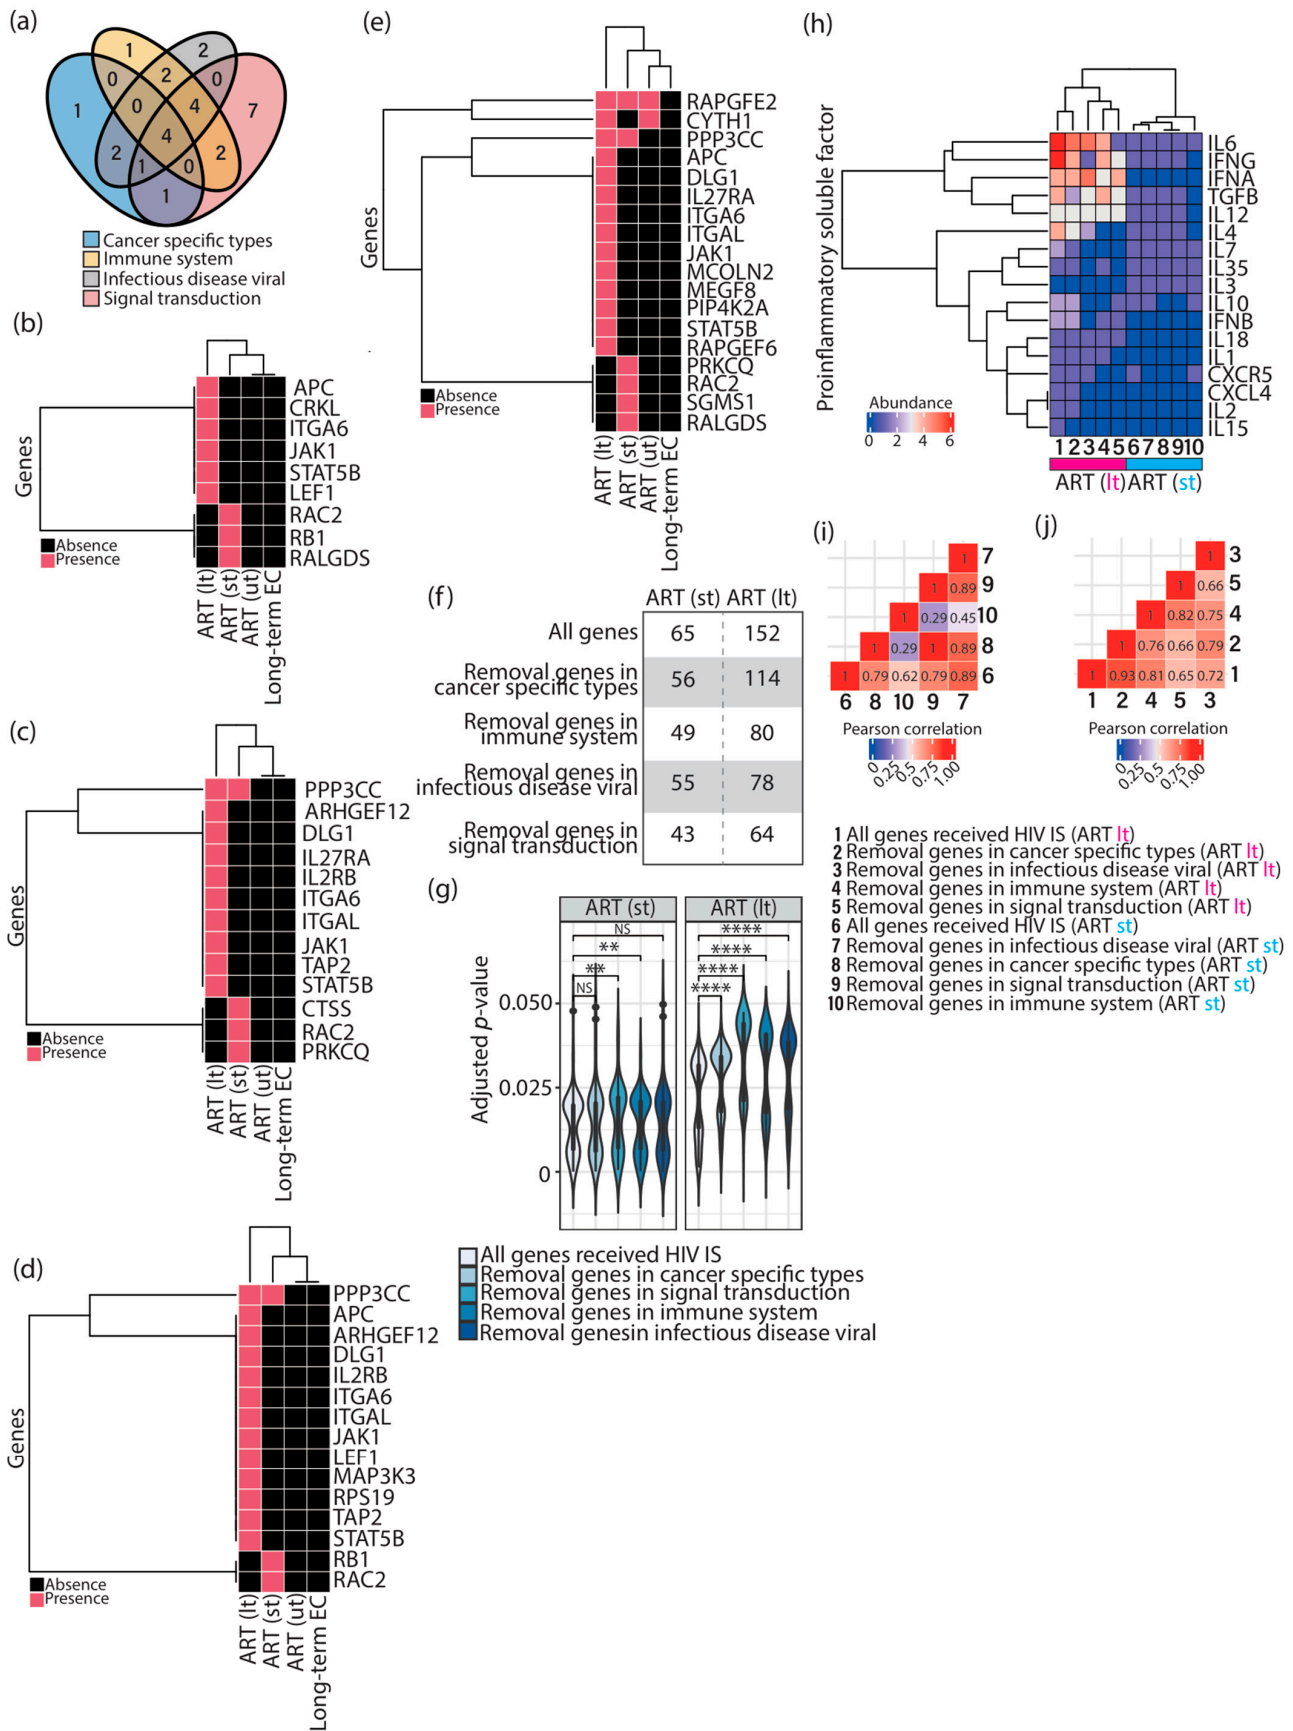 (a)
1
2
0
2
0
1
0
4
7
4
2
2
1
0
1
Cancer specific types
Immune system
Infectious disease viral
Signal transduction
(b)
Genes
APC
CRKL
ITGA6
JAK1
STAT5B
LEF1
RAC2
RB1
RALGDS
Absence
Presence
ART (lt)
ART (st)
ART (ut)
Long-term EC
(c)
Genes
PPP3CC
ARHGEF12
DLG1
IL27RA
IL2RB
ITGA6
ITGAL
JAK1
TAP2
STAT5B
CTSS
RAC2
PRKCQ
Absence
Presence
ART (lt)
ART (st)
ART (ut)
Long-term EC
(d)
Genes
PPP3CC
APC
ARHGEF12
DLG1
IL2RB
ITGA6
ITGAL
JAK1
LEF1
MAP3K3
RPS19
TAP2
STAT5B
RB1
RAC2
Absence
Presence
ART (lt)
ART (st)
ART (ut)
Long-term EC
(e)
Genes
RAPGFE2
CYTH1
PPP3CC
APC
DLG1
IL27RA
ITGA6
ITGAL
JAK1
MCOLN2
MEGF8
PIP4K2A
STAT5B
RAPGEF6
PRKCQ
RAC2
SGMS1
RALGDS
Absence
Presence
ART (lt)
ART (st)
ART (ut)
Long-term EC
(f)
ART (st) ART (lt)
All genes 65 152
Removal genes in
cancer specific types 56 114
Removal genes in
immune system 49 80
Removal genes in
infectious disease viral 55 78
Removal genes in
signal transduction 43 64
(g)
ART (st) ART (lt)
NS
**
**
NS
****
****
****
****
Adjusted p-value
0.050
0.025
0
All genes received HIV IS
Removal genes in cancer specific types
Removal genes in signal transduction
Removal genes in immune system
Removal genesin infectious disease viral
(h)
Proinflammatory soluble factor
IL6
IFNG
IFNA
TGFB
IL12
IL4
IL7
IL35
IL3
IL10
IFNB
IL18
IL1
CXCR5
CXCL4
IL2
IL15
Abundance
0 2 4 6
1 2 3 4 5 6 7 8 9 10
ART (lt) ART (st)
(i)
1 7
1 0.89 9
1 0.29 0.45 10
1 0.29 1 0.89 8
1 0.79 0.62 0.79 0.89 6
6 8 10 9 7
Pearson correlation
0 0.25 0.5 0.75 1.00
(j)
1 3
1 0.66 5
1 0.82 0.75 4
1 0.76 0.66 0.79 2
1 0.93 0.81 0.65 0.72 1
1 2 4 5 3
Pearson correlation
0 0.25 0.5 0.75 1.00
1 All genes received HIV IS (ART lt)
2 Removal genes in cancer specific types (ART lt)
3 Removal genes in infectious disease viral (ART lt)
4 Removal genes in immune system (ART lt)
5 Removal genes in signal transduction (ART lt)
6 All genes received HIV IS (ART st)
7 Removal genes in infectious disease viral (ART st)
8 Removal genes in cancer specific types (ART st)
9 Removal genes in signal transduction (ART st)
10 Removal genes in immune system (ART st)